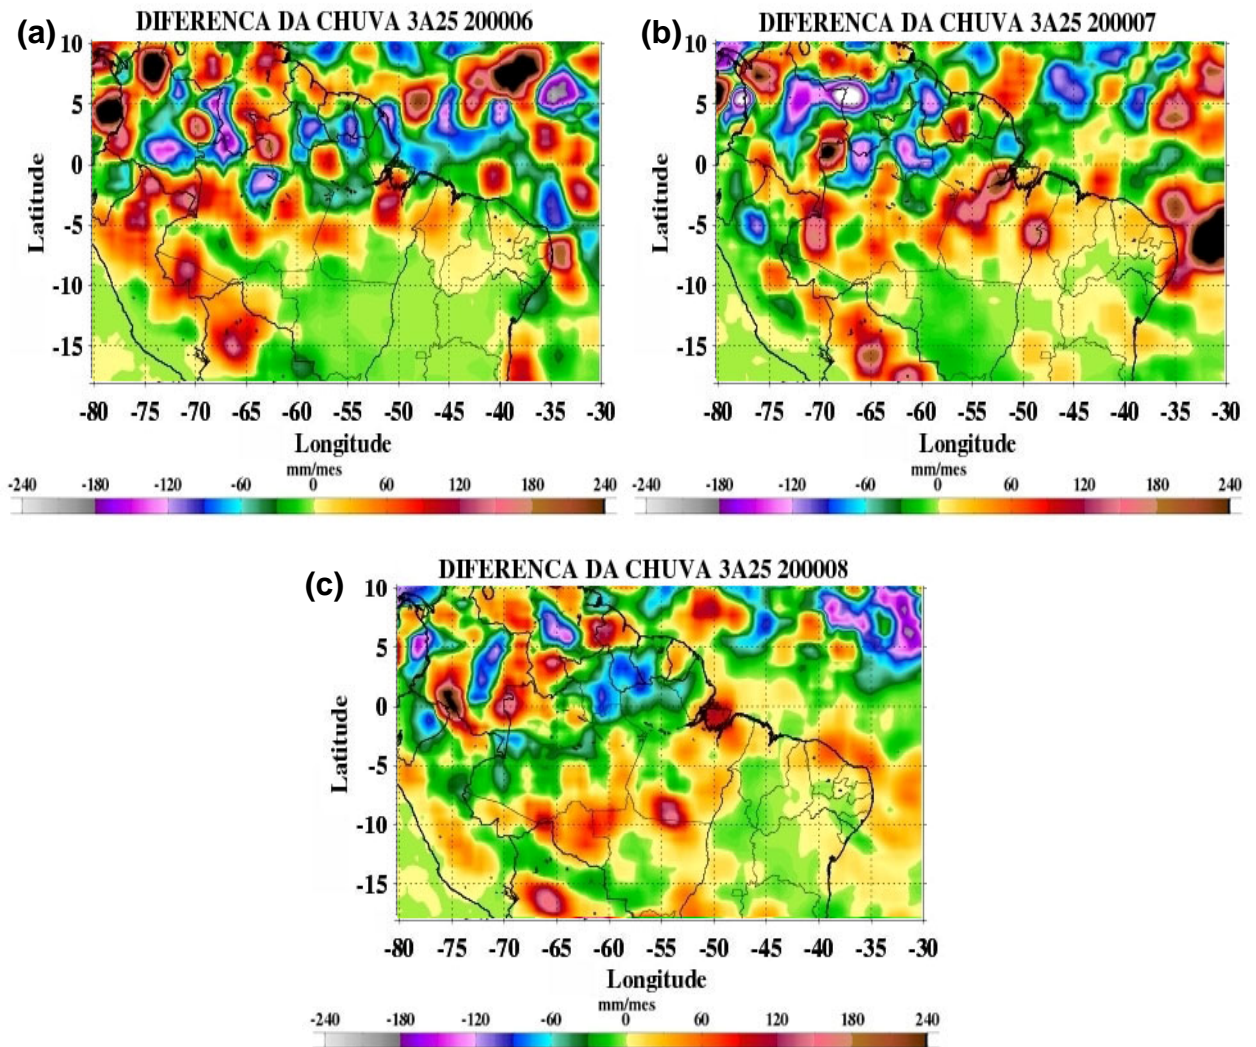 (a)
DIFERENCA DA CHUVA 3A25 200006
10
5
0
-5
-10
-15
Latitude
-80 -75 -70 -65 -60 -55 -50 -45 -40 -35 -30
Longitude
mm/mes
-240 -180 -120 -60 0 60 120 180 240
(b)
DIFERENCA DA CHUVA 3A25 200007
10
5
0
-5
-10
-15
Latitude
-80 -75 -70 -65 -60 -55 -50 -45 -40 -35 -30
Longitude
mm/mes
-240 -180 -120 -60 0 60 120 180 240
(c)
DIFERENCA DA CHUVA 3A25 200008
10
5
0
-5
-10
-15
Latitude
-80 -75 -70 -65 -60 -55 -50 -45 -40 -35 -30
Longitude
mm/mes
-240 -180 -120 -60 0 60 120 180 240